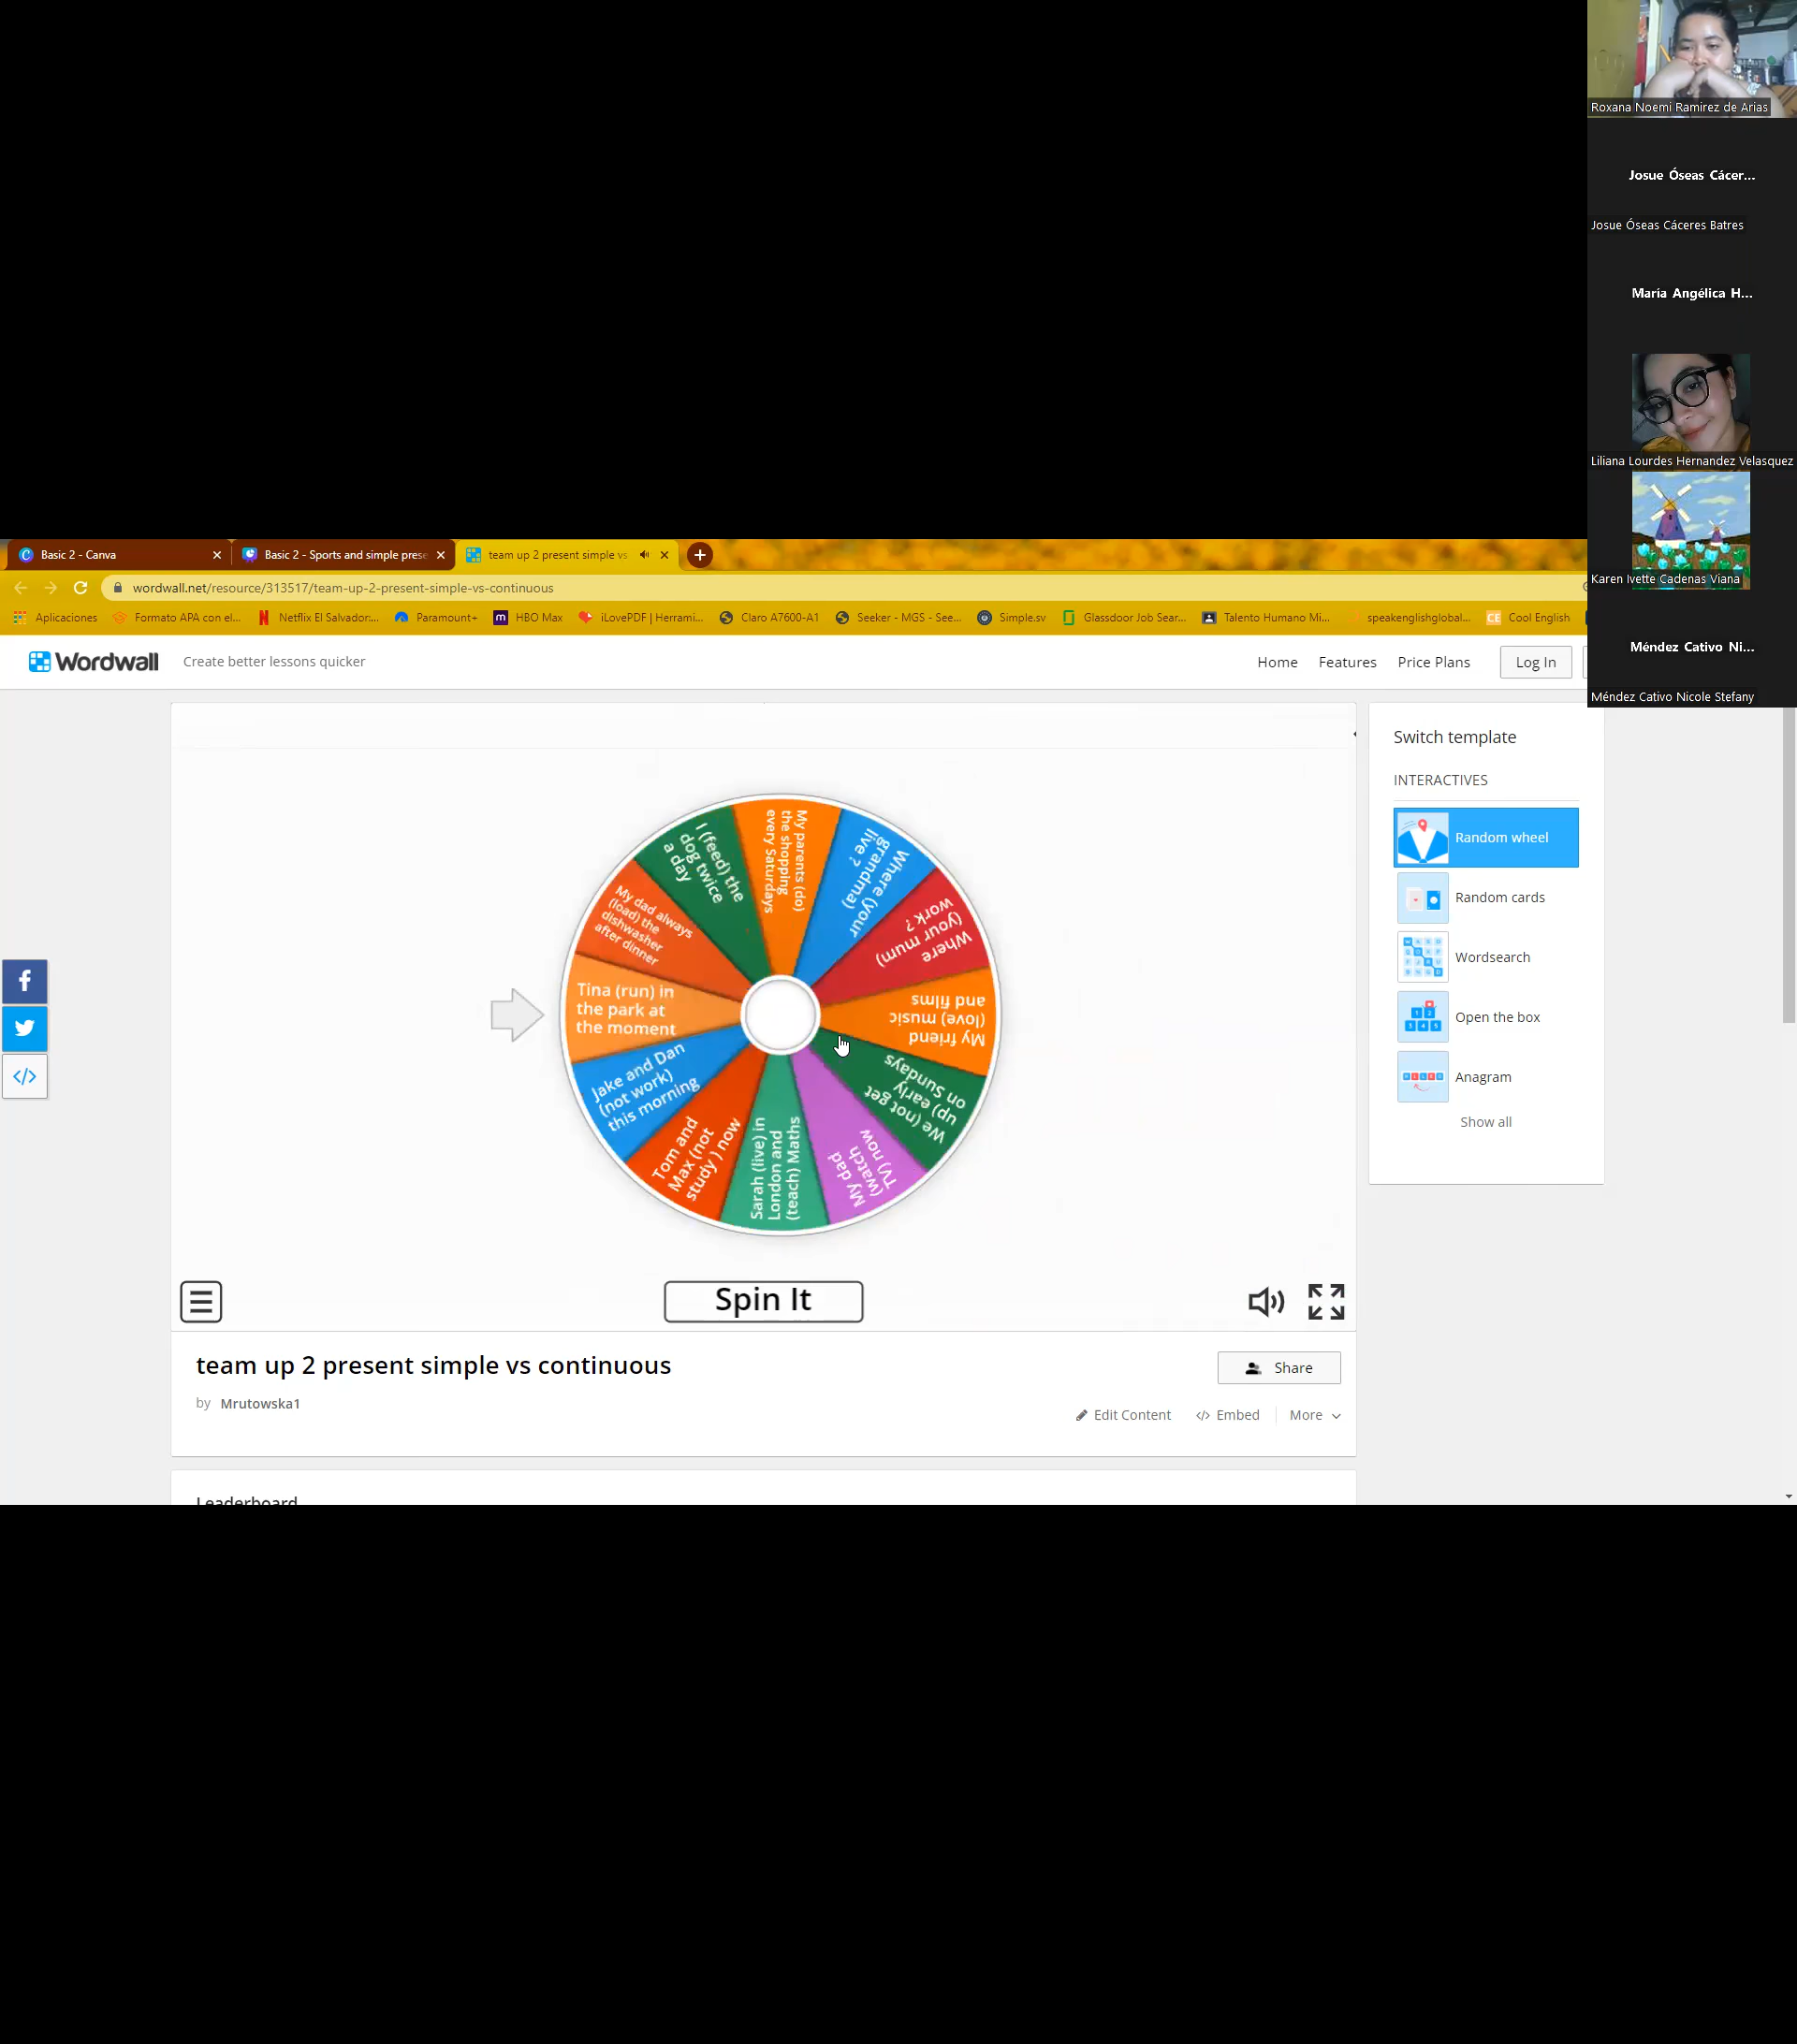 Roxana Noemi Ramirez de Arias
Josue Óseas Cácer...
Josue Óseas Cáceres Batres
María Angélica H...
Liliana Lourdes Hernandez Velasquez
Karen Ivette Cadenas Viana
Méndez Cativo Ni...
Méndez Cativo Nicole Stefany
Basic 2 - Canva
Basic 2 - Sports and simple prese
team up 2 present simple vs
wordwall.net/resource/313517/team-up-2-present-simple-vs-continuous
Aplicaciones
Formato APA con el...
Netflix El Salvador:...
Paramount+
HBO Max
iLovePDF | Herrami...
Claro A7600-A1
Seeker - MGS - See...
Simple.sv
Glassdoor Job Sear...
Talento Humano Mi...
speakenglishglobal...
CE
Cool English
Wordwall
Create better lessons quicker
Home
Features
Price Plans
Log In
My parents (do)
the shopping
every Saturdays
Where (your
grandma)
live ?
Where
(your mum)
work ?
My friend
(love) music
and films
We (not get
up) early
on Sundays
My dad
(watch
TV) now
Sarah (live) in
London and
(teach) Maths
Tom and
Max (not
study ) now
Jake and Dan
(not work)
this morning
Tina (run) in
the park at
the moment
My dad always
(load) the
dishwasher
after dinner
I (feed) the
dog twice
a day
Spin It
Switch template
INTERACTIVES
Random wheel
Random cards
Wordsearch
Open the box
Anagram
Show all
team up 2 present simple vs continuous
by Mrutowska1
Share
Edit Content
Embed
More
Leaderboard